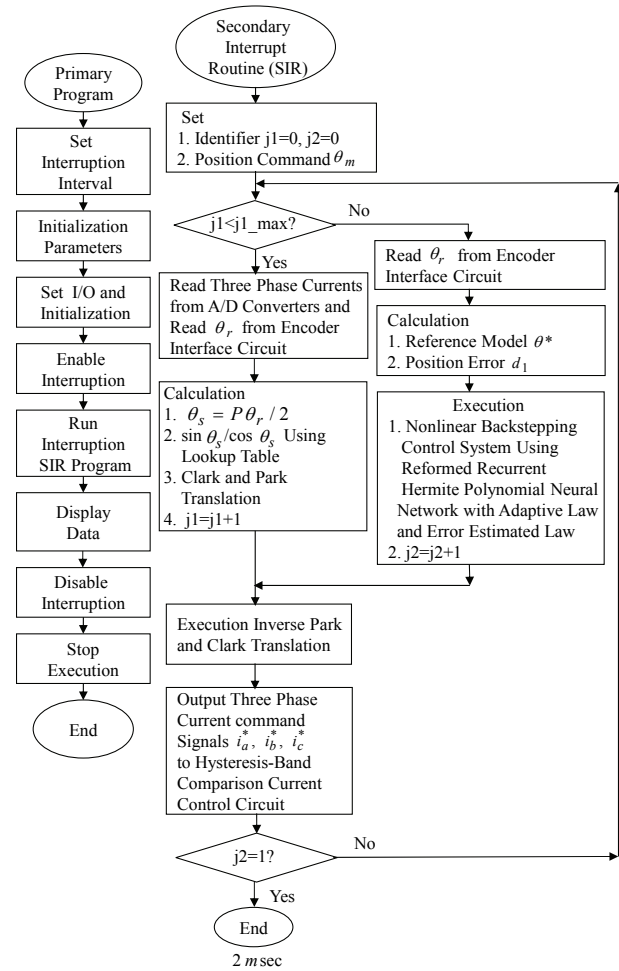 Primary
Program
Set
Interruption
Interval
Initialization
Parameters
Set I/O and
Initialization
Enable
Interruption
Run
Interruption
SIR Program
Display
Data
Disable
Interruption
Stop
Execution
End
Secondary
Interrupt
Routine (SIR)
Set
1. Identifier j1=0, j2=0
2. Position Command θm
j1<j1_max?
No
Yes
Read Three Phase Currents
from A/D Converters and
Read θr from Encoder
Interface Circuit
Calculation
1. θs = Pθr / 2
2. sin θs/cos θs Using
Lookup Table
3. Clark and Park
Translation
4. j1=j1+1
Read θr from Encoder
Interface Circuit
Calculation
1. Reference Model θ*
2. Position Error d1
Execution
1. Nonlinear Backstepping
Control System Using
Reformed Recurrent
Hermite Polynomial Neural
Network with Adaptive Law
and Error Estimated Law
2. j2=j2+1
Execution Inverse Park
and Clark Translation
Output Three Phase
Current command
Signals i*a, i*b, i*c
to Hysteresis-Band
Comparison Current
Control Circuit
j2=1?
No
Yes
End
2 msec